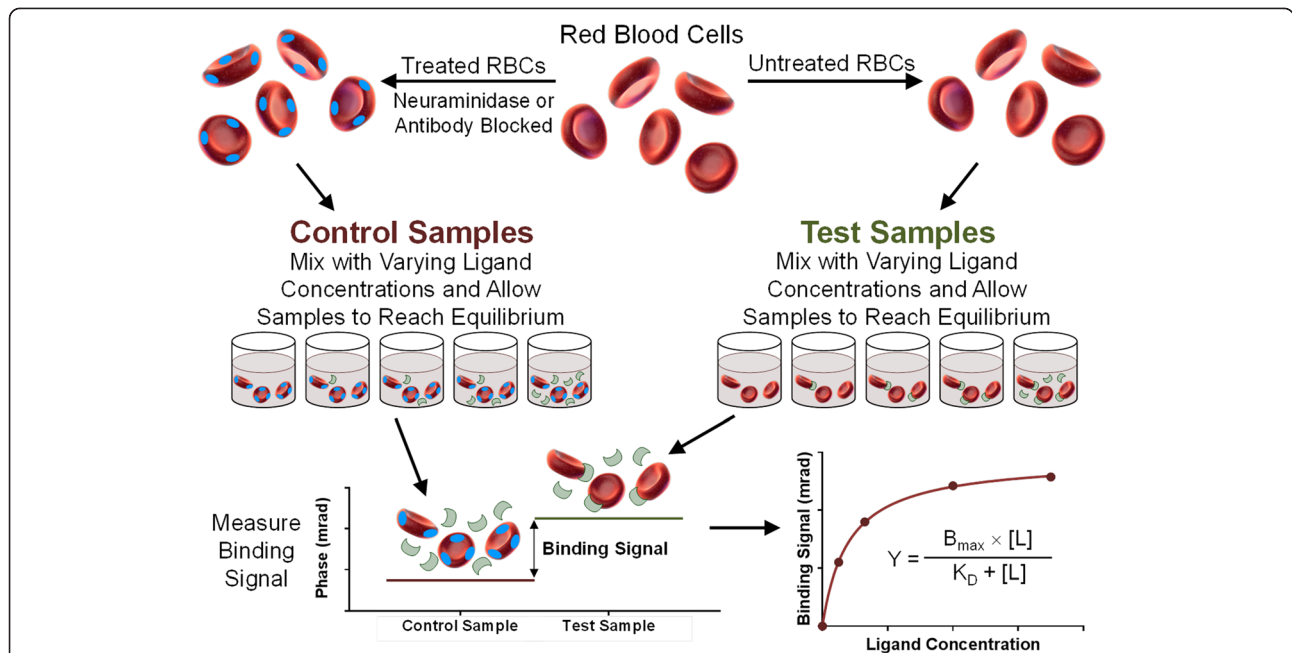 Red Blood Cells
Treated RBCs
Neuraminidase or
Antibody Blocked
Untreated RBCs
Control Samples
Mix with Varying Ligand
Concentrations and Allow
Samples to Reach Equilibrium
Test Samples
Mix with Varying Ligand
Concentrations and Allow
Samples to Reach Equilibrium
Measure
Binding
Signal
Phase (mrad)
Binding Signal
Control Sample
Test Sample
Binding Signal (mrad)
Y = (Bmax × [L]) / (KD + [L])
Ligand Concentration